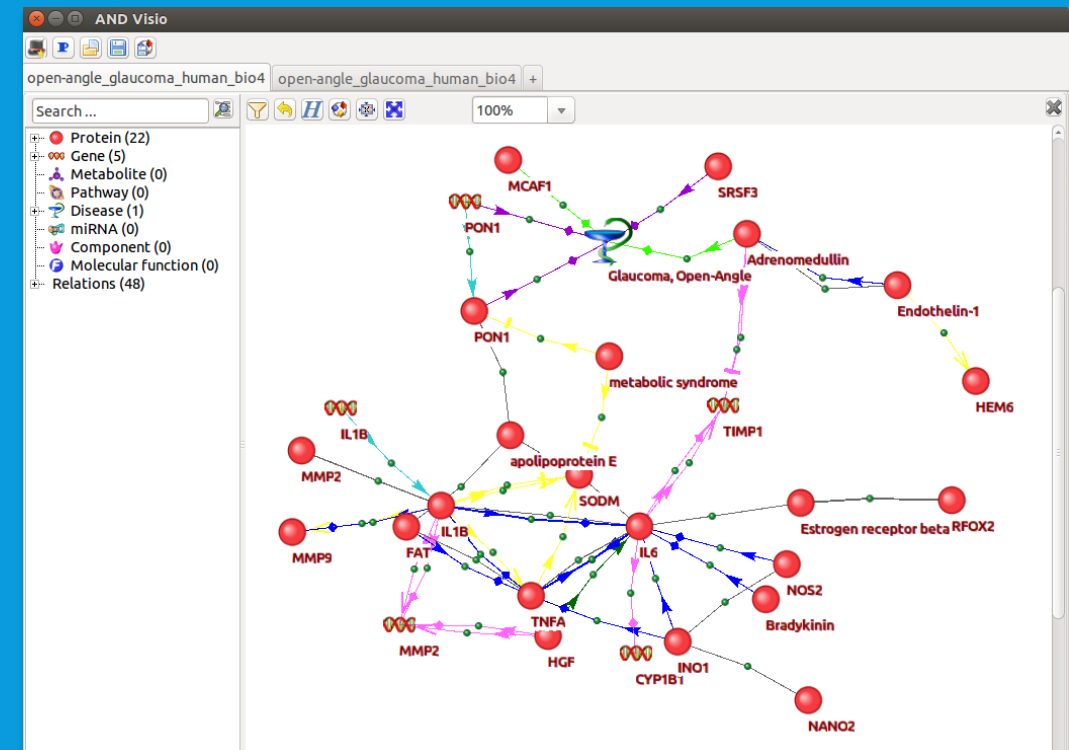 AND Visio
P
open-angle_glaucoma_human_bio4
open-angle_glaucoma_human_bio4
+
Search ...
H
100%
Protein (22)
Gene (5)
Metabolite (0)
Pathway (0)
Disease (1)
miRNA (0)
Component (0)
Molecular function (0)
Relations (48)
MCAF1
SRSF3
PON1
Adrenomedullin
Glaucoma, Open-Angle
Endothelin-1
PON1
metabolic syndrome
HEM6
TIMP1
IL1B
apolipoprotein E
MMP2
SODM
IL1B
Estrogen receptor beta
RFOX2
FAT
IL6
MMP9
NOS2
TNFA
Bradykinin
MMP2
HGF
INO1
CYP1B1
NANO2